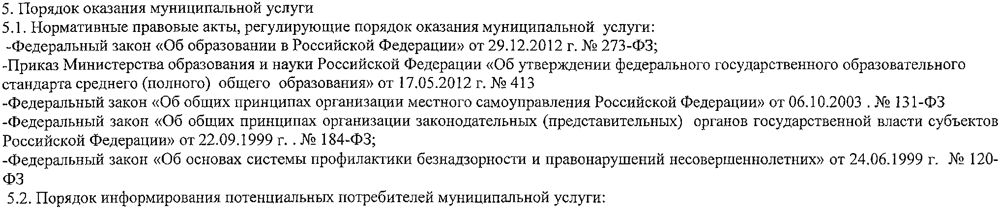 5. Порядок оказания муниципальной услуги
5.1. Нормативные правовые акты, регулирующие порядок оказания муниципальной  услуги:
-Федеральный закон «Об образовании в Российской Федерации» от 29.12.2012 г. № 273-ФЗ;
-Приказ Министерства образования и науки Российской Федерации «Об утверждении федерального государственного образовательного
стандарта среднего (полного)  общего  образования» от 17.05.2012 г. № 413
-Федеральный закон «Об общих принципах организации местного самоуправления Российской Федерации» от 06.10.2003 . № 131-ФЗ
-Федеральный закон «Об общих принципах организации законодательных (представительных)  органов государственной власти субъектов
Российской Федерации» от 22.09.1999 г. . № 184-ФЗ;
-Федеральный закон «Об основах системы профилактики безнадзорности и правонарушений несовершеннолетних» от 24.06.1999 г.  № 120-
ФЗ
5.2. Порядок информирования потенциальных потребителей муниципальной услуги: